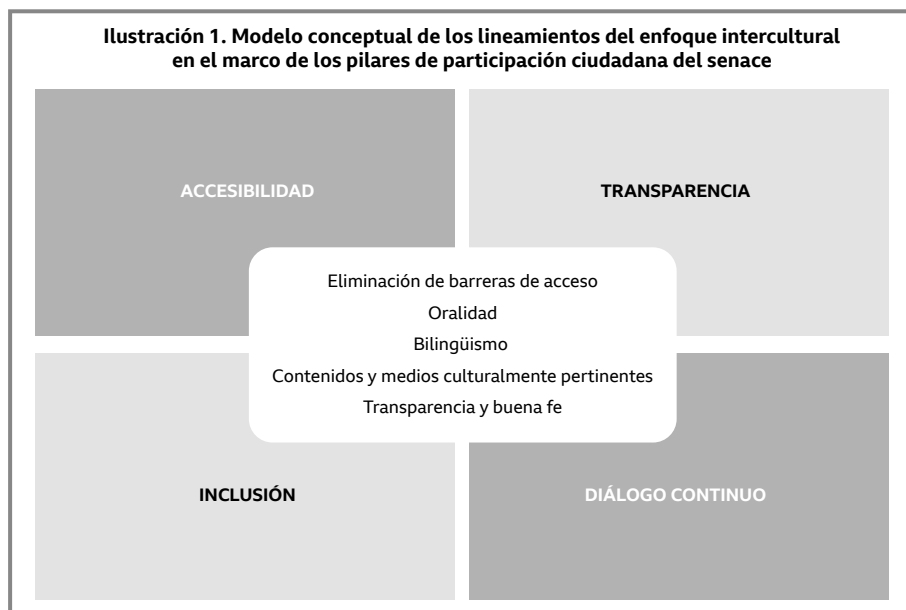 Ilustración 1. Modelo conceptual de los lineamientos del enfoque intercultural
en el marco de los pilares de participación ciudadana del senace
ACCESIBILIDAD
TRANSPARENCIA
Eliminación de barreras de acceso
Oralidad
Bilingüismo
Contenidos y medios culturalmente pertinentes
Transparencia y buena fe
INCLUSIÓN
DIÁLOGO CONTINUO